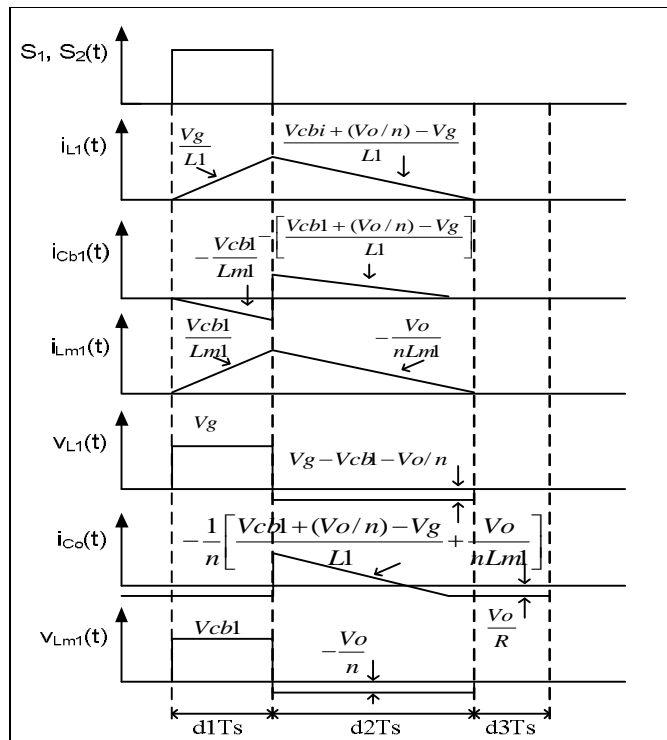 S1, S2(t)
iL1(t)
Vg/L1
Vcbi + (Vo/n) − Vg/L1
iCb1(t)
−Vcb1/Lm1
−[Vcb1 + (Vo/n) − Vg/L1]
iLm1(t)
Vcb1/Lm1
−Vo/nLm1
vL1(t)
Vg
Vg − Vcb1 − Vo/n
iCo(t)
−1/n[Vcb1 + (Vo/n) − Vg/L1 + Vo/nLm1]
Vo/R
vLm1(t)
Vcb1
−Vo/n
d1Ts
d2Ts
d3Ts